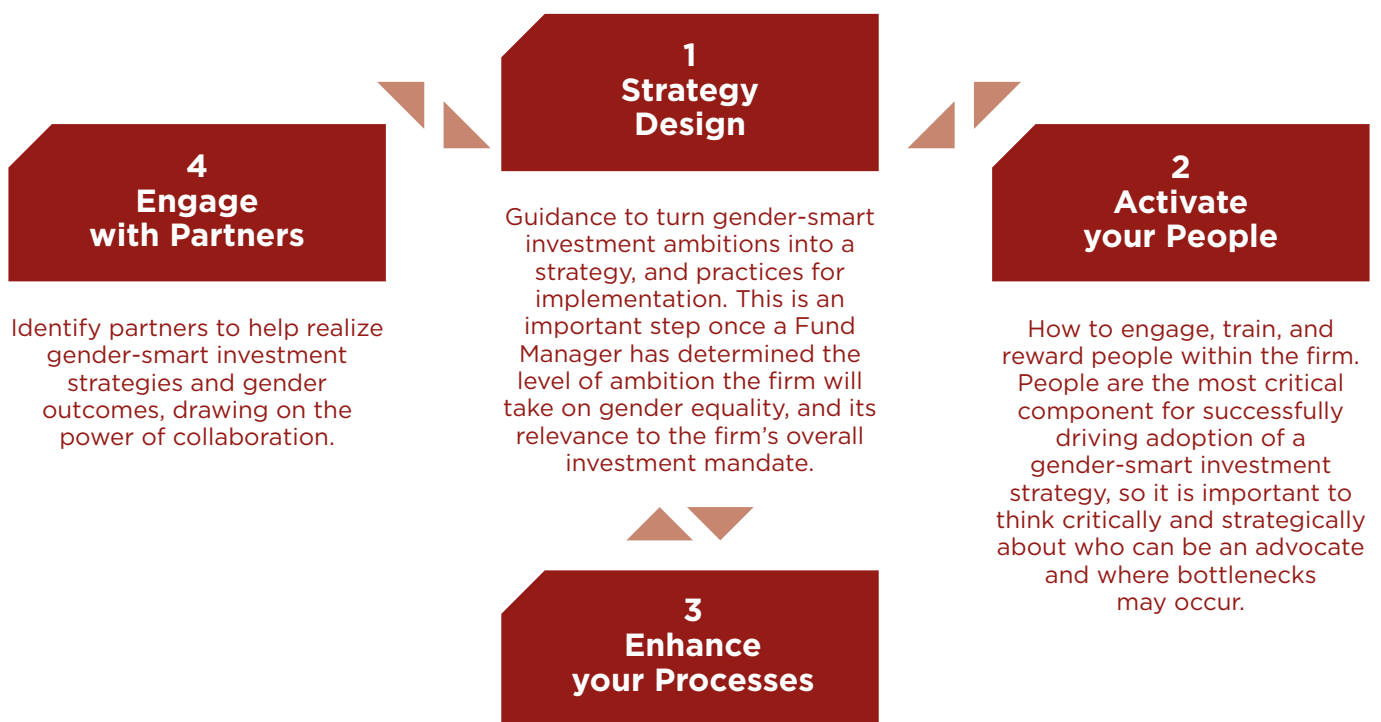 1
Strategy
Design
Guidance to turn gender-smart
investment ambitions into a
strategy, and practices for
implementation. This is an
important step once a Fund
Manager has determined the
level of ambition the firm will
take on gender equality, and its
relevance to the firm's overall
investment mandate.
2
Activate
your People
How to engage, train, and
reward people within the firm.
People are the most critical
component for successfully
driving adoption of a
gender-smart investment
strategy, so it is important to
think critically and strategically
about who can be an advocate
and where bottlenecks
may occur.
3
Enhance
your Processes
4
Engage
with Partners
Identify partners to help realize
gender-smart investment
strategies and gender
outcomes, drawing on the
power of collaboration.